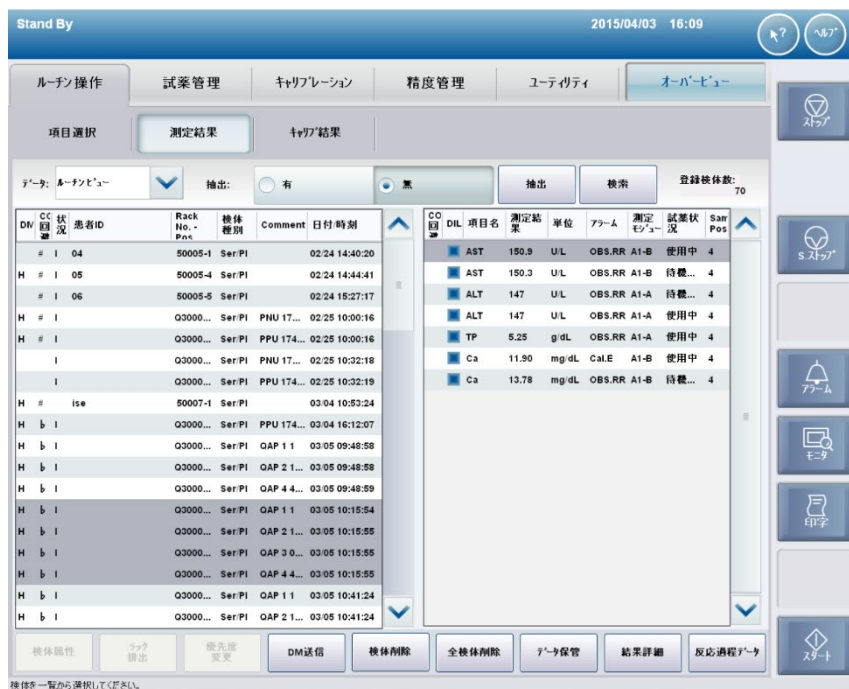 Stand By 2015/04/03 16:09
ﾍﾙﾌﾟ
ﾙｰﾁﾝ操作 試薬管理 ｷｬﾘﾌﾞﾚｰｼｮﾝ 精度管理 ﾕｰﾃｨﾘﾃｨ ｵｰﾊﾞｰﾋﾞｭｰ
ｽﾄｯﾌﾟ
項目選択 測定結果 ｷｬﾘﾌﾞ結果
ﾃﾞｰﾀ: ﾙｰﾁﾝﾋﾞｭｰ 抽出: 有 無 抽出 検索 登録検体数: 70
状況 患者ID Rack No. - Pos 検体種別 Comment 日付/時刻
DIL 項目名 測定結果 単位 ｱﾗｰﾑ 測定ﾓｼﾞｭｰ 試薬状況 Sam Pos
# I 04 50005-1 Ser/Pl 02/24 14:40:20
H # I 05 50005-4 Ser/Pl 02/24 14:44:41
# I 06 50005-5 Ser/Pl 02/24 15:27:17
H # I Q3000... Ser/Pl PNU 17... 02/25 10:00:16
H # I Q3000... Ser/Pl PPU 174... 02/25 10:00:16
I Q3000... Ser/Pl PNU 17... 02/25 10:32:18
I Q3000... Ser/Pl PPU 174... 02/25 10:32:19
H # ise 50007-1 Ser/Pl 03/04 10:53:24
H b I Q3000... Ser/Pl PPU 174... 03/04 16:12:07
H b I Q3000... Ser/Pl QAP 1 1 03/05 09:48:58
H b I Q3000... Ser/Pl QAP 2 1... 03/05 09:48:58
H b I Q3000... Ser/Pl QAP 4 4... 03/05 09:48:59
H b I Q3000... Ser/Pl QAP 1 1 03/05 10:15:54
H b I Q3000... Ser/Pl QAP 2 1... 03/05 10:15:55
H b I Q3000... Ser/Pl QAP 3 0... 03/05 10:15:55
H b I Q3000... Ser/Pl QAP 4 4... 03/05 10:15:55
H b I Q3000... Ser/Pl QAP 1 1 03/05 10:41:24
H b I Q3000... Ser/Pl QAP 2 1... 03/05 10:41:24
AST 150.9 U/L OBS.RR A1-B 使用中 4
AST 150.3 U/L OBS.RR A1-B 待機... 4
ALT 147 U/L OBS.RR A1-A 待機... 4
ALT 147 U/L OBS.RR A1-A 使用中 4
TP 5.25 g/dL OBS.RR A1-A 使用中 4
Ca 11.90 mg/dL Cal.E A1-B 使用中 4
Ca 13.78 mg/dL OBS.RR A1-B 待機... 4
S.ｽﾄｯﾌﾟ
ｱﾗｰﾑ
ﾓﾆﾀ
印字
検体属性 ﾗｯｸ排出 優先度変更 DM送信 検体削除 全検体削除 ﾃﾞｰﾀ保管 結果詳細 反応過程ﾃﾞｰﾀ
ｽﾀｰﾄ
検体を一覧から選択してください。